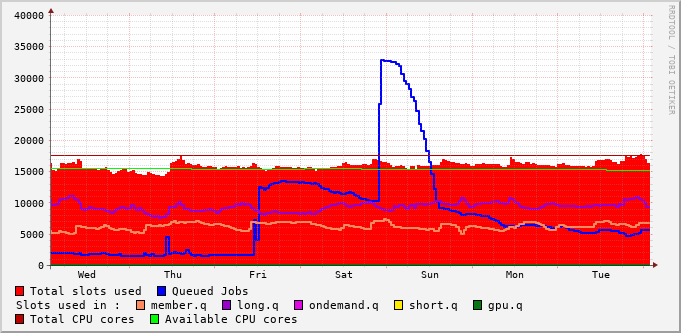 RRDTOOL / TOBI OETIKER
40000
35000
30000
25000
20000
15000
10000
5000
0
Wed Thu Fri Sat Sun Mon Tue
Total slots used Queued Jobs
Slots used in : member.q long.q ondemand.q short.q gpu.q
Total CPU cores Available CPU cores